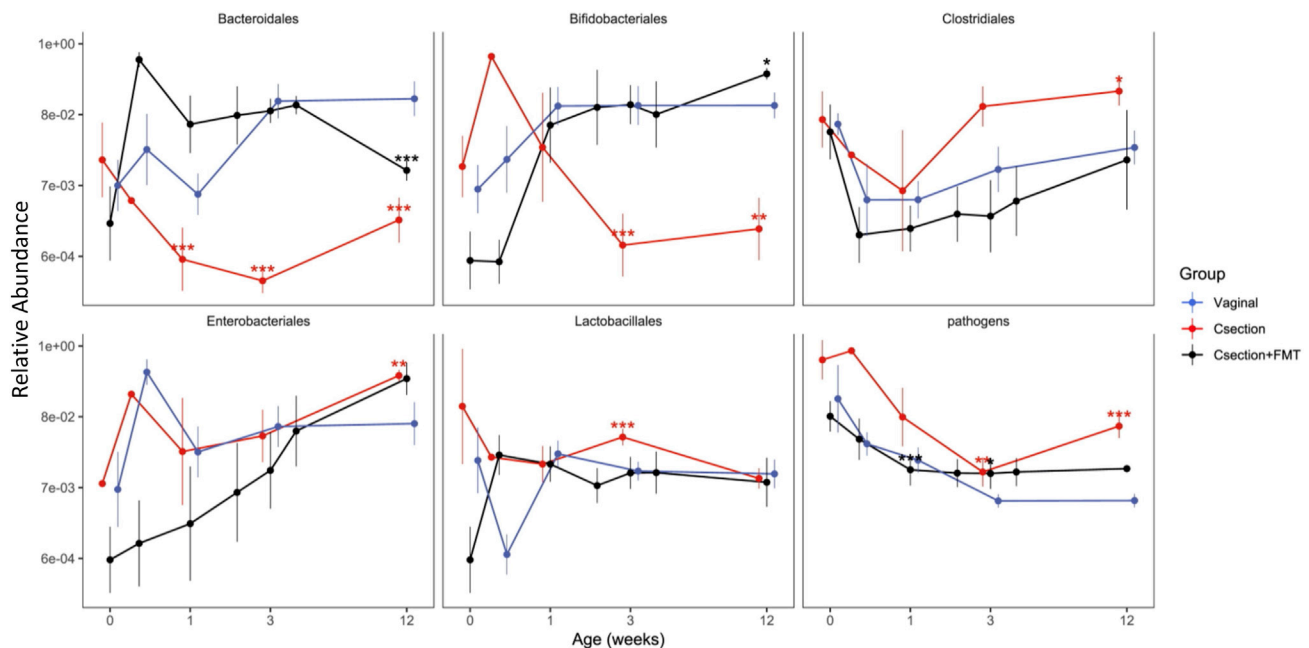 Bacteroidales
Bifidobacteriales
Clostridiales
1e+00
8e-02
7e-03
6e-04
***
***
***
***
*
***
**
*
Relative Abundance
Enterobacteriales
Lactobacillales
pathogens
1e+00
8e-02
7e-03
6e-04
**
***
***
**
*
***
0
1
3
12
0
1
3
12
0
1
3
12
Age (weeks)
Group
Vaginal
Csection
Csection+FMT